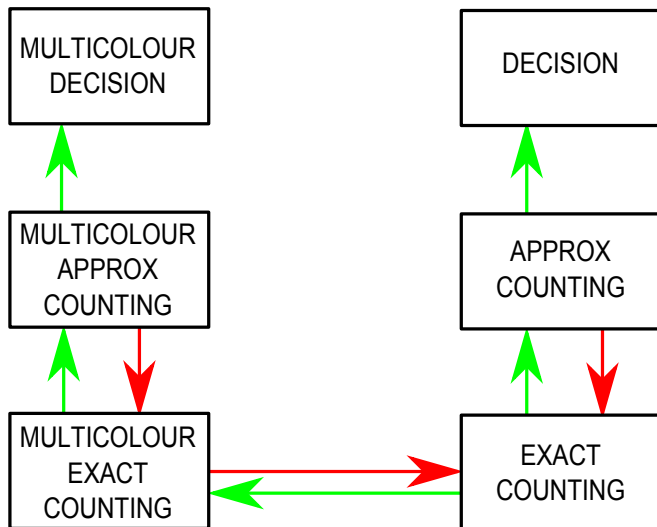 MULTICOLOUR
DECISION
DECISION
MULTICOLOUR
APPROX
COUNTING
APPROX
COUNTING
MULTICOLOUR
EXACT
COUNTING
EXACT
COUNTING